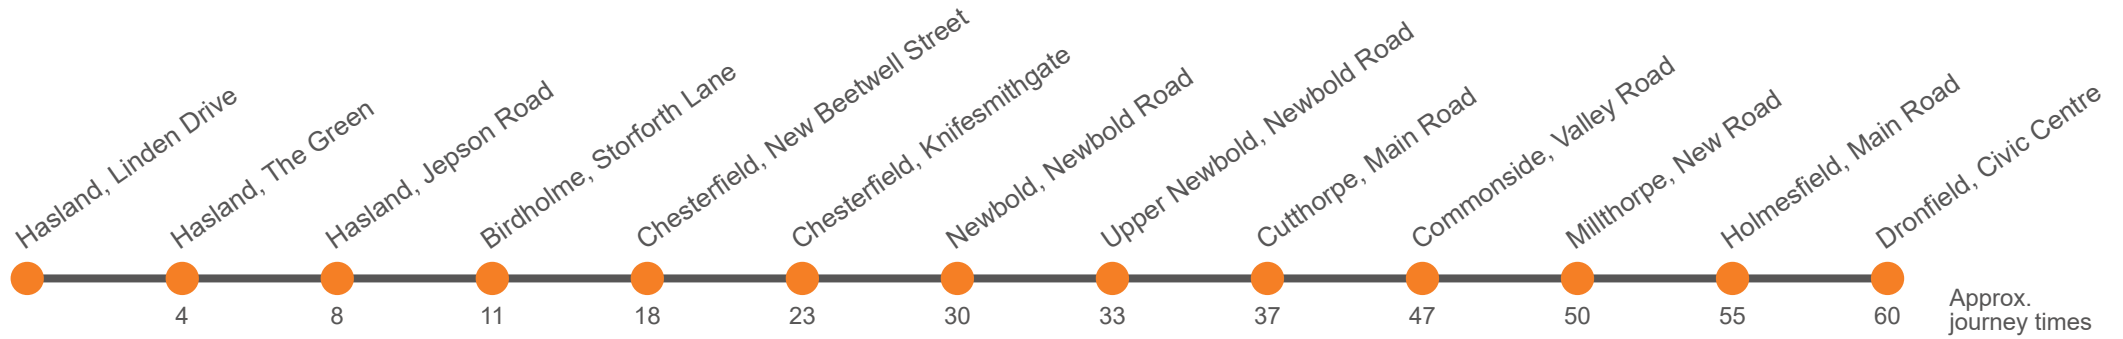 Hasland, Linden Drive
Hasland, The Green
Hasland, Jepson Road
Birdholme, Storforth Lane
Chesterfield, New Beetwell Street
Chesterfield, Knifesmithgate
Newbold, Newbold Road
Upper Newbold, Newbold Road
Cutthorpe, Main Road
Commonside, Valley Road
Millthorpe, New Road
Holmesfield, Main Road
Dronfield, Civic Centre
4 8 11 18 23 30 33 37 47 50 55 60
Approx.
journey times